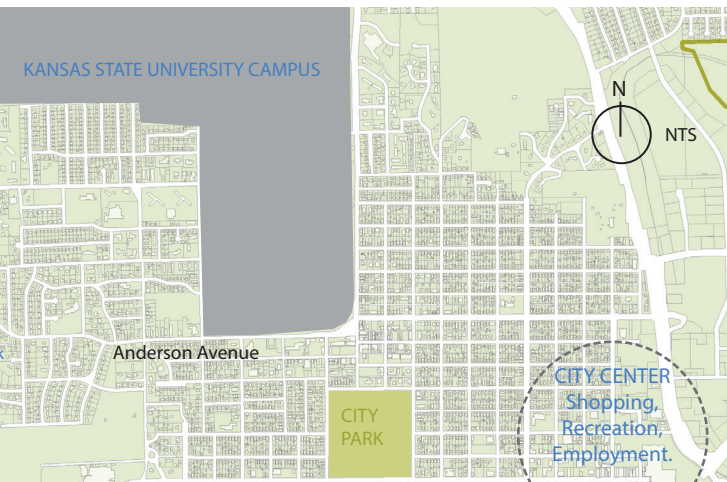 KANSAS STATE UNIVERSITY CAMPUS
N
NTS
Anderson Avenue
CITY
PARK
CITY CENTER
Shopping,
Recreation,
Employment.